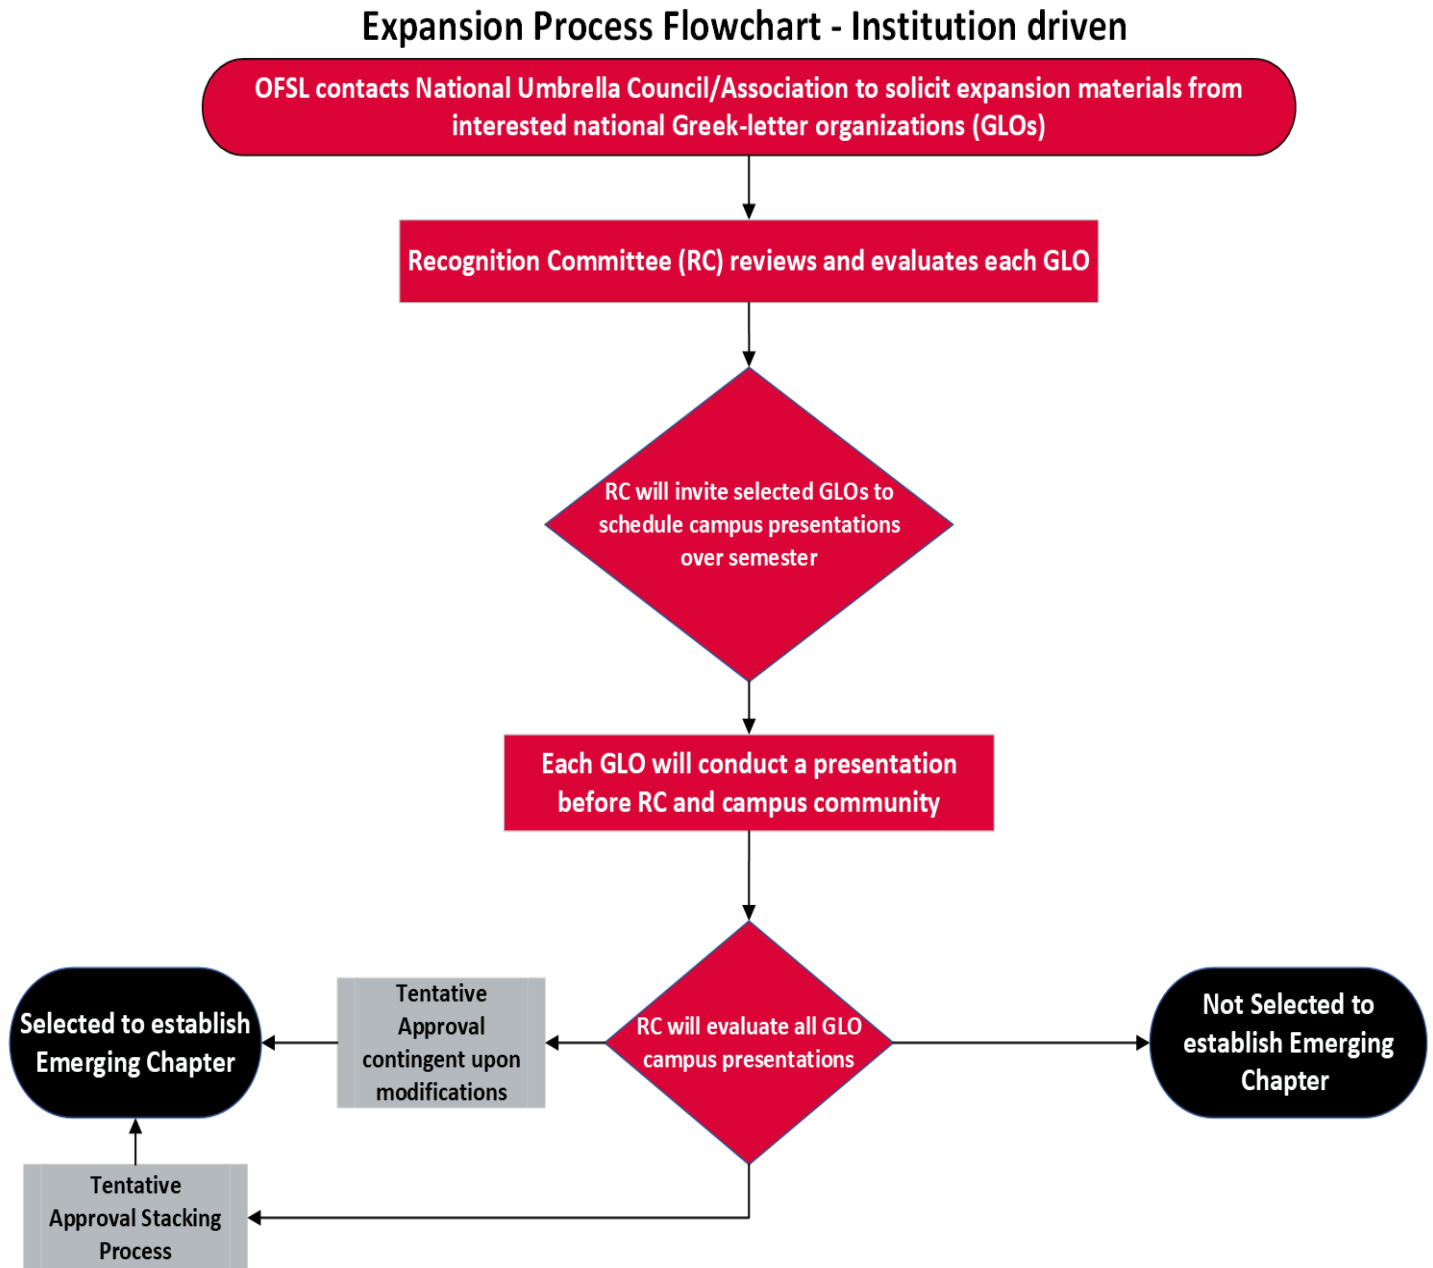 Expansion Process Flowchart - Institution driven
OFSL contacts National Umbrella Council/Association to solicit expansion materials from
interested national Greek-letter organizations (GLOs)
Recognition Committee (RC) reviews and evaluates each GLO
RC will invite selected GLOs to
schedule campus presentations
over semester
Each GLO will conduct a presentation
before RC and campus community
Selected to establish
Emerging Chapter
Tentative
Approval
contingent upon
modifications
RC will evaluate all GLO
campus presentations
Not Selected to
establish Emerging
Chapter
Tentative
Approval Stacking
Process